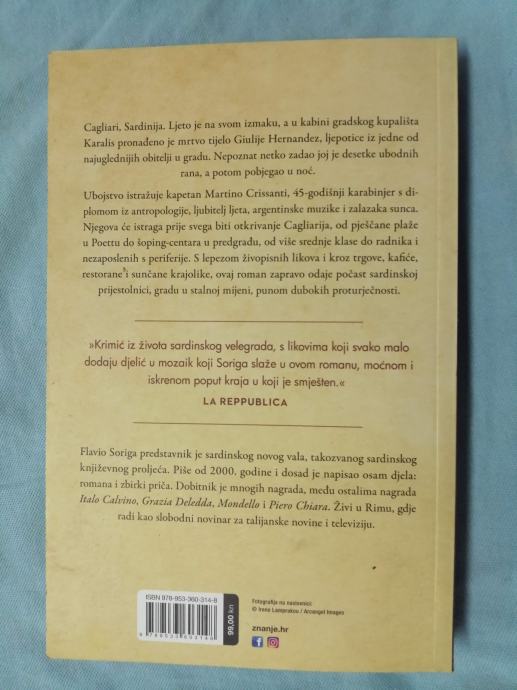 Cagliari, Sardinija. Ljeto je na svom izmaku, a u kabini gradskog kupališta
Karalis pronađeno je mrtvo tijelo Giulije Hernandez, ljepotice iz jedne od
najuglednijih obitelji u gradu. Nepoznat netko zadao joj je desetke ubodnih
rana, a potom pobjegao u noć.
Ubojstvo istražuje kapetan Martino Crissanti, 45-godišnji karabinjer s di-
plomom iz antropologije, ljubitelj ljeta, argentinske muzike i zalazaka sunca.
Njegova će istraga prije svega biti otkrivanje Cagliarija, od pješčane plaže
u Poettu do šoping-centara u predgrađu, od više srednje klase do radnika i
nezaposlenih s periferije. S lepezom živopisnih likova i kroz trgove, kafiće,
restorane i sunčane krajolike, ovaj roman zapravo odaje počast sardinskoj
prijestolnici, gradu u stalnoj mijeni, punom dubokih proturječnosti.
»Krimić iz života sardinskog velegrada, s likovima koji svako malo
dodaju djelić u mozaik koji Soriga slaže u ovom romanu, moćnom i
iskrenom poput kraja u koji je smješten.«
LA REPPUBLICA
Flavio Soriga predstavnik je sardinskog novog vala, takozvanog sardinskog
književnog proljeća. Piše od 2000. godine i dosad je napisao osam djela:
romana i zbirki priča. Dobitnik je mnogih nagrada, među ostalima nagrada
Italo Calvino, Grazia Deledda, Mondello i Piero Chiara. Živi u Rimu, gdje
radi kao slobodni novinar za talijanske novine i televiziju.
ISBN 978-953-360-314-8
9 789533 603148
99,00 kn
Fotografija na naslovnici:
© Irene Lamprakou / Arcangel Images
znanje.hr